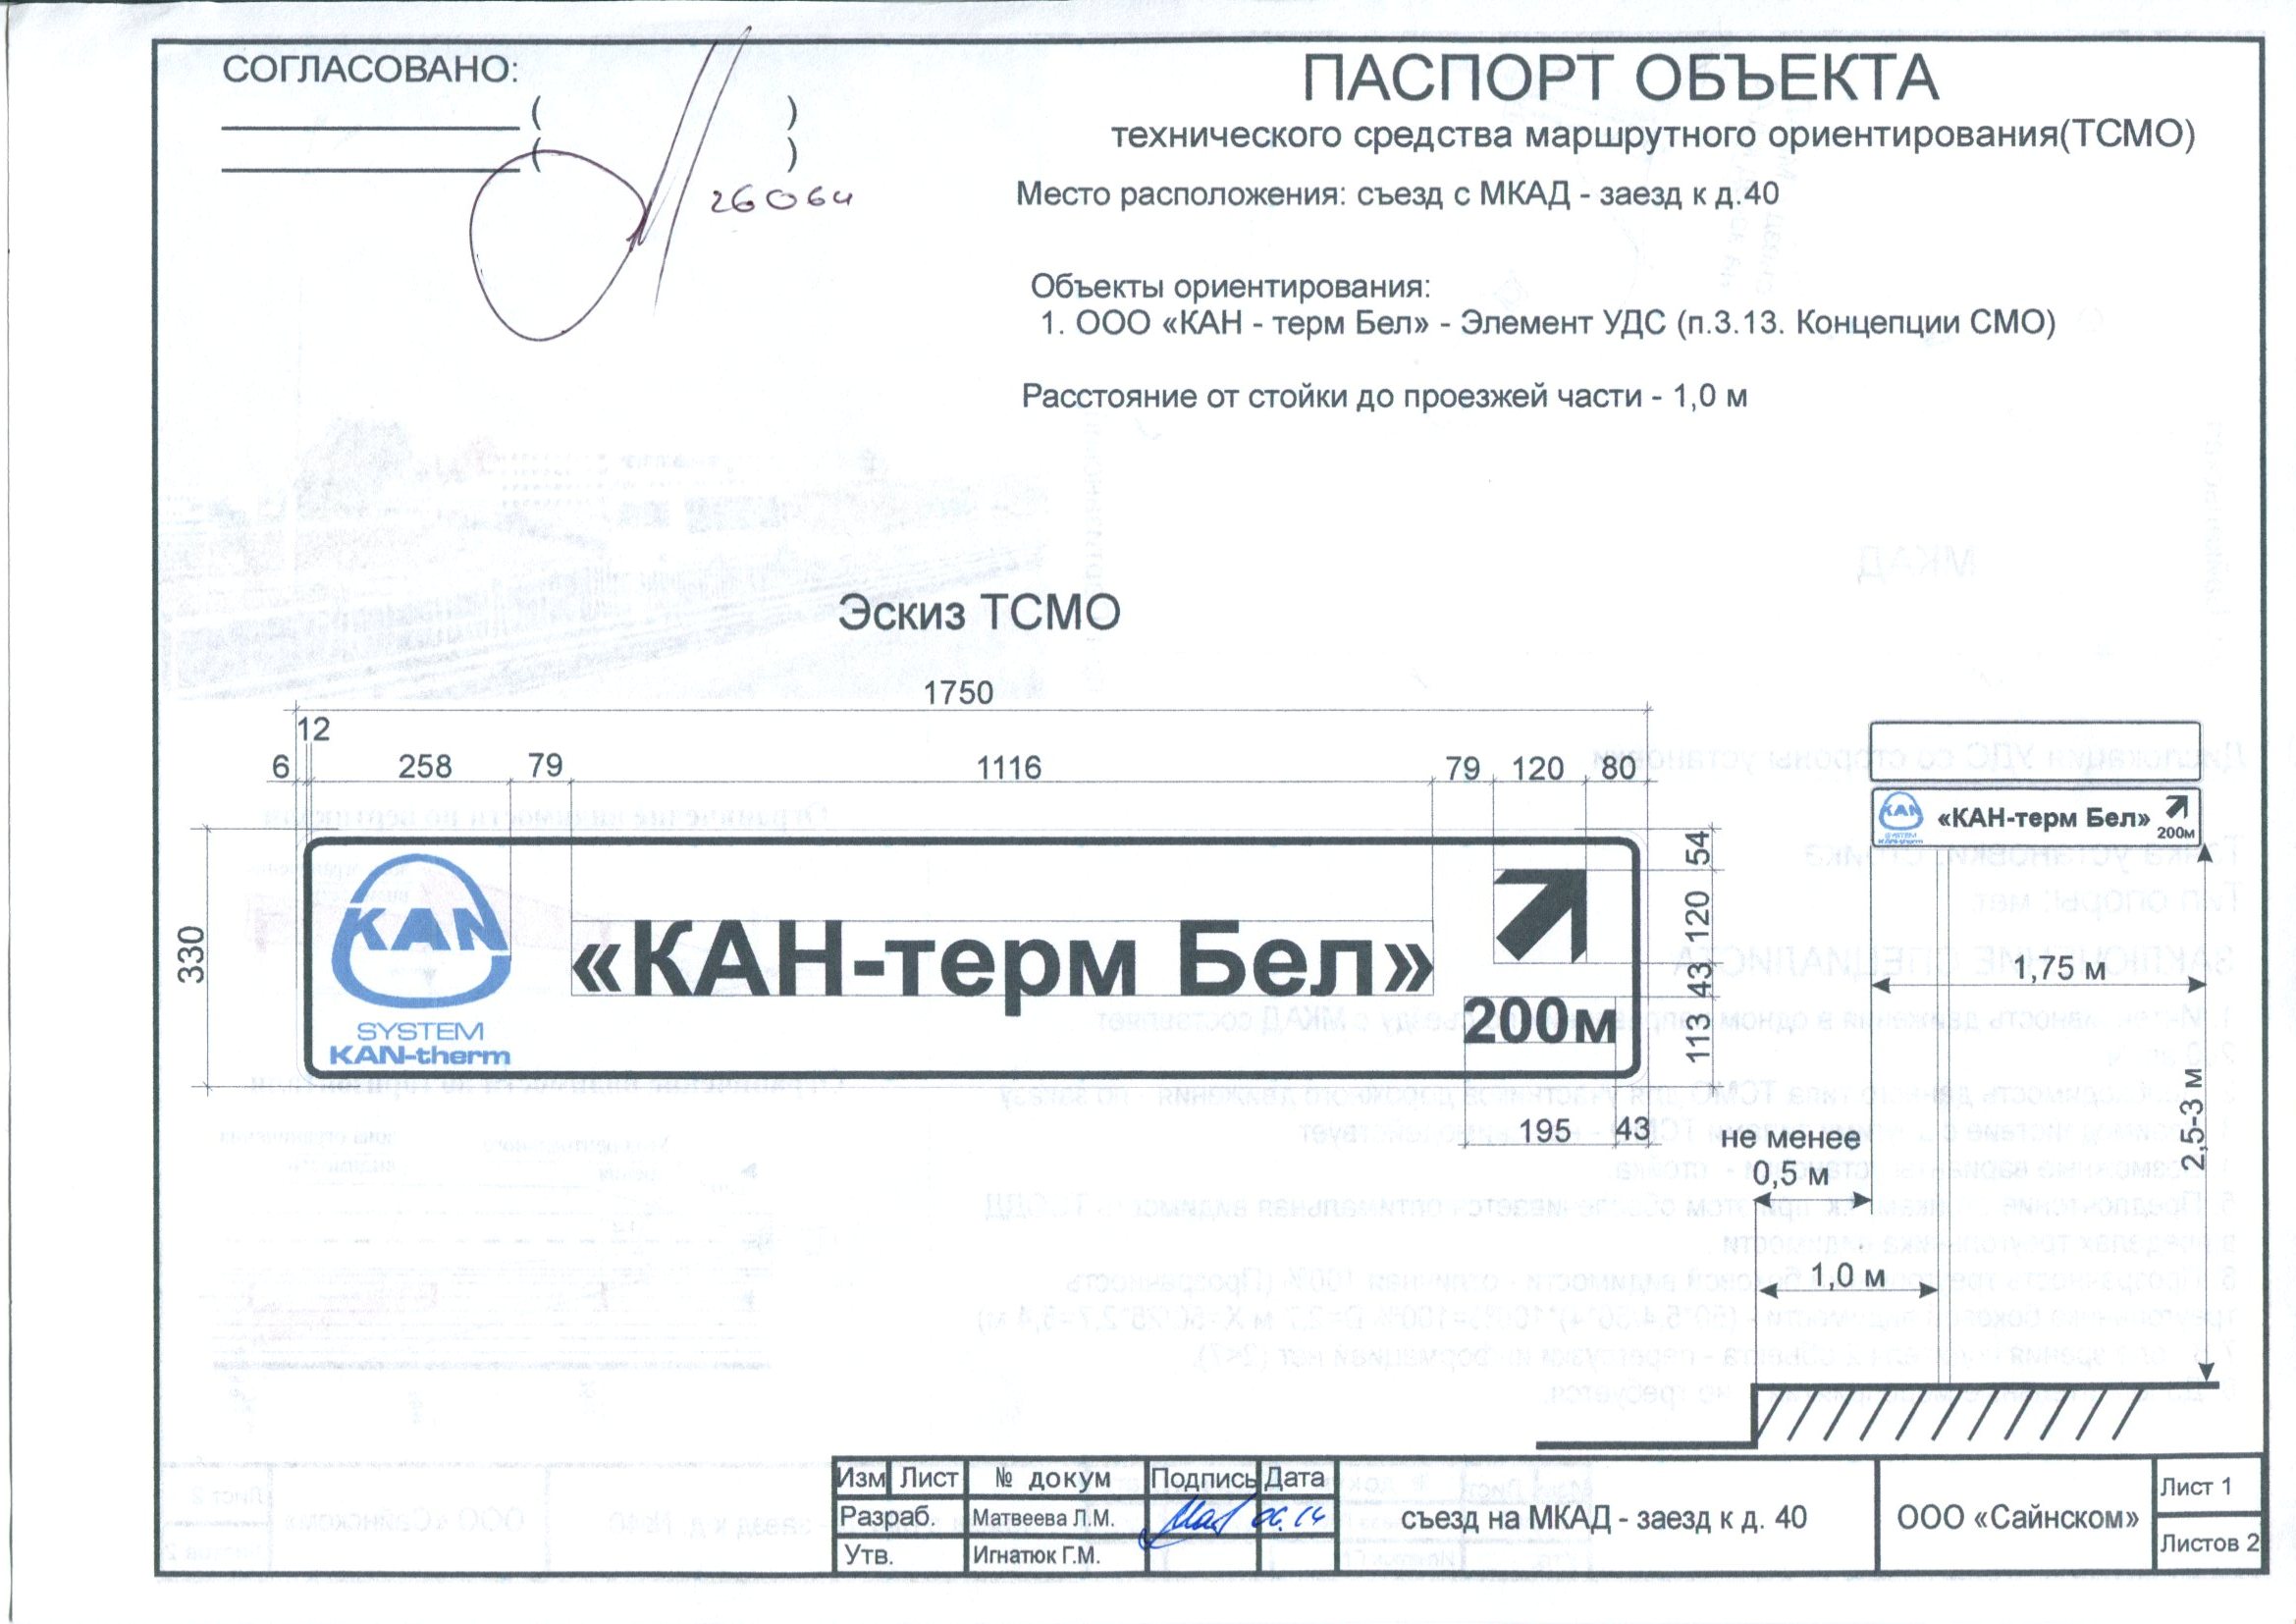 СОГЛАСОВАНО:
( )
( )
26064
ПАСПОРТ ОБЪЕКТА
технического средства маршрутного ориентирования(ТСМО)
Место расположения: съезд с МКАД - заезд к д.40
Объекты ориентирования:
1. ООО «КАН - терм Бел» - Элемент УДС (п.3.13. Концепции СМО)
Расстояние от стойки до проезжей части - 1,0 м
Эскиз ТСМО
1750
12
6 258 79 1116 79 120 80
330
KAN
SYSTEM
KAN-therm
«КАН-терм Бел»
200м
54
120
43
113
195 43
KAN
SYSTEM
KAN-therm
«КАН-терм Бел»
200м
1,75 м
2,5-3 м
не менее
0,5 м
1,0 м
Изм Лист № докум Подпись Дата
Разраб. Матвеева Л.М. 06.14
Утв. Игнатюк Г.М.
съезд на МКАД - заезд к д. 40
ООО «Сайнском»
Лист 1
Листов 2